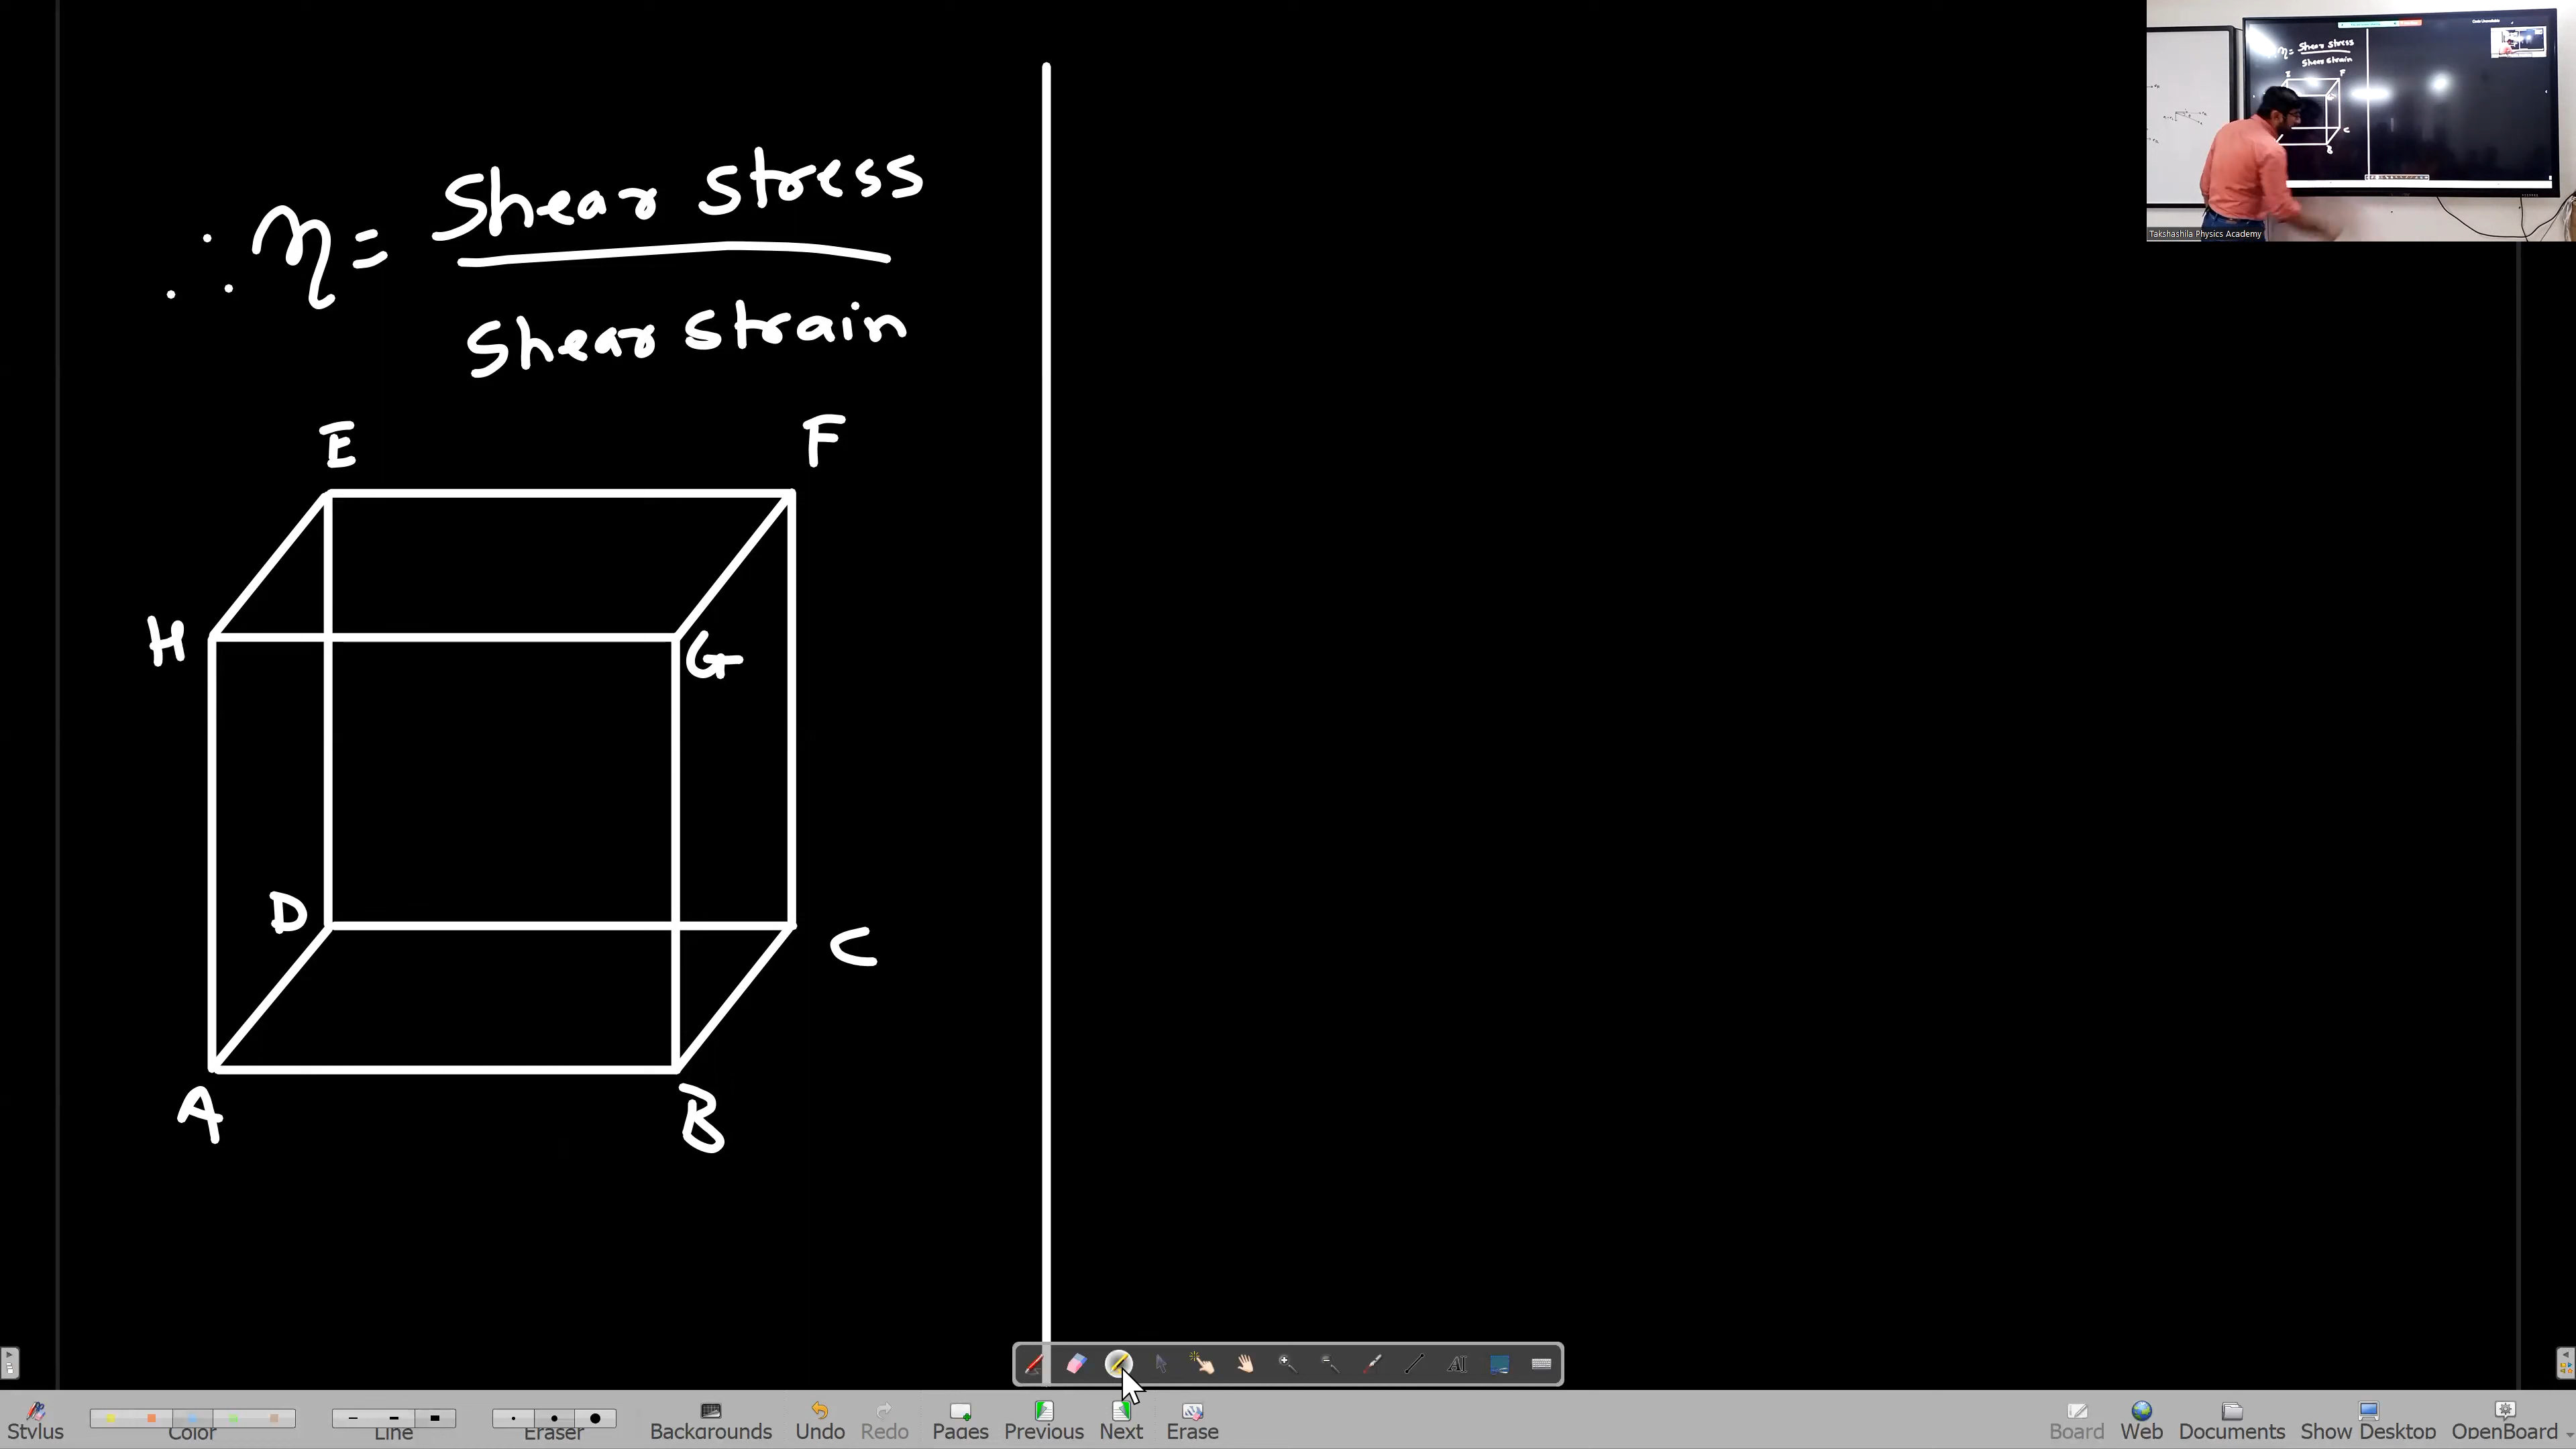 ∴ η = Shear stress
Shear strain
E F
H G
D C
A B
Takshashila Physics Academy
Stylus Color Line Eraser Backgrounds Undo Redo Pages Previous Next Erase Board Web Documents Show Desktop OpenBoard